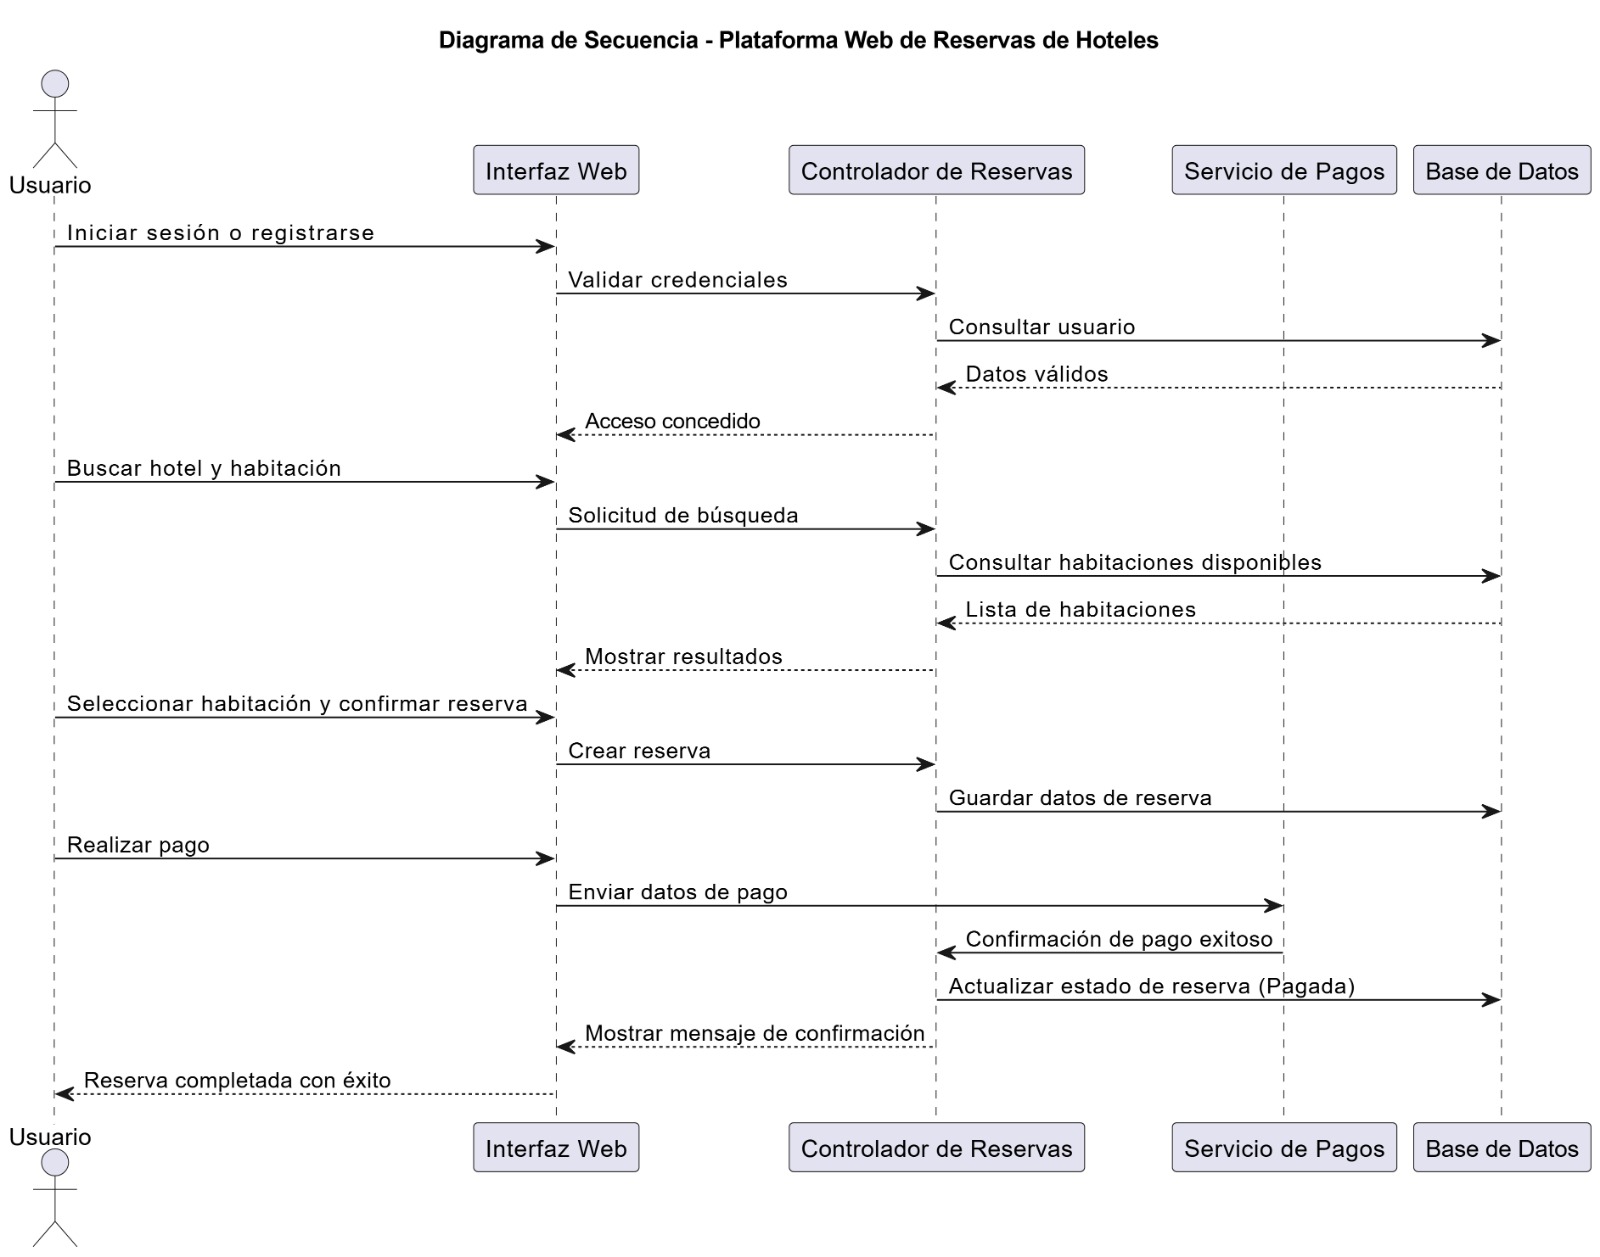 Diagrama de Secuencia - Plataforma Web de Reservas de Hoteles
Usuario
Interfaz Web
Controlador de Reservas
Servicio de Pagos
Base de Datos
Iniciar sesión o registrarse
Validar credenciales
Consultar usuario
Datos válidos
Acceso concedido
Buscar hotel y habitación
Solicitud de búsqueda
Consultar habitaciones disponibles
Lista de habitaciones
Mostrar resultados
Seleccionar habitación y confirmar reserva
Crear reserva
Guardar datos de reserva
Realizar pago
Enviar datos de pago
Confirmación de pago exitoso
Actualizar estado de reserva (Pagada)
Mostrar mensaje de confirmación
Reserva completada con éxito
Usuario
Interfaz Web
Controlador de Reservas
Servicio de Pagos
Base de Datos